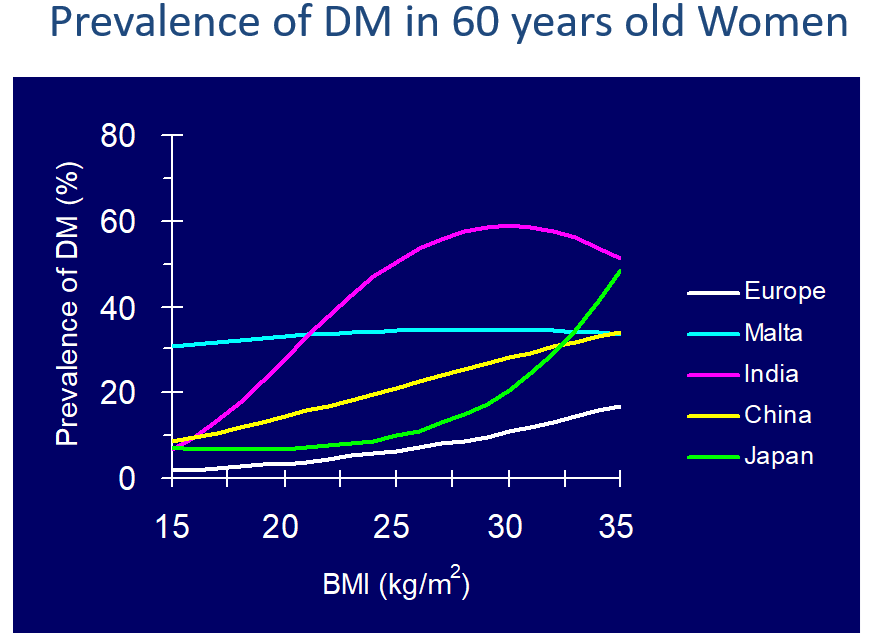 Prevalence of DM in 60 years old Women
Prevalence of DM (%)
80
60
40
20
0
15 20 25 30 35
BMI (kg/m²)
Europe
Malta
India
China
Japan